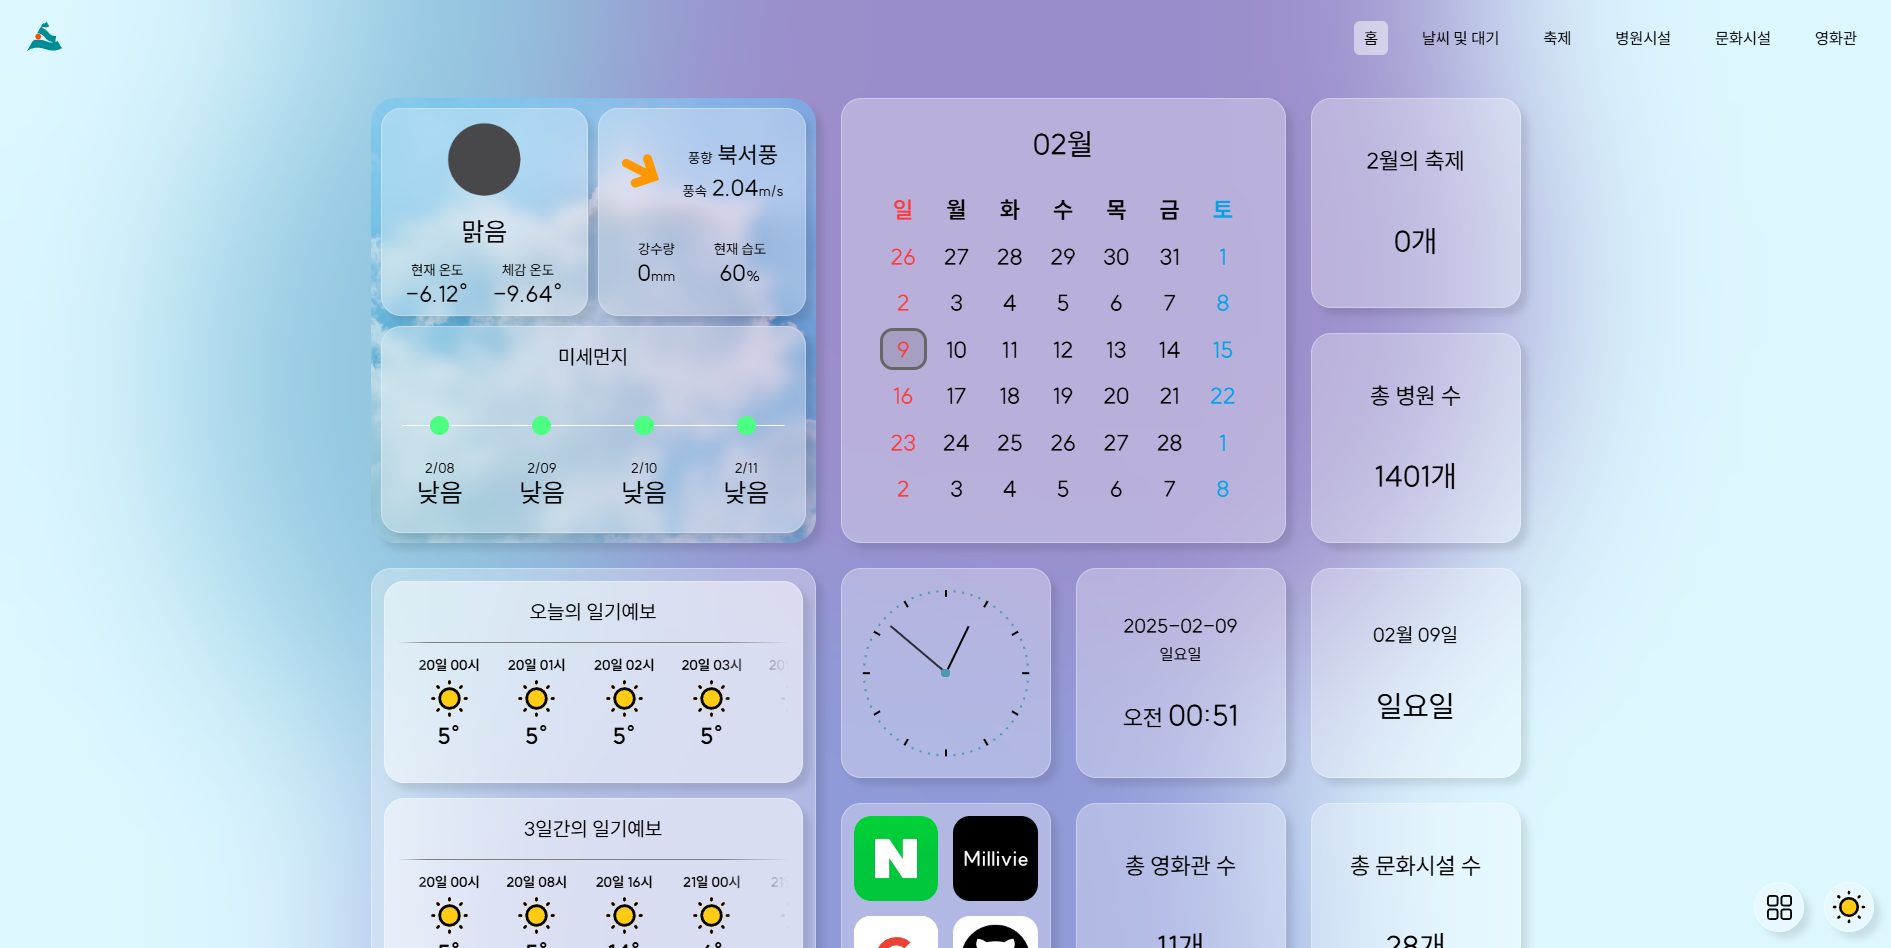 홈 날씨 및 대기 축제 병원시설 문화시설 영화관
맑음
현재 온도 체감 온도
-6.12° -9.64°
풍향 북서풍
풍속 2.04m/s
강수량 현재 습도
0mm 60%
미세먼지
2/08 2/09 2/10 2/11
낮음 낮음 낮음 낮음
02월
일 월 화 수 목 금 토
26 27 28 29 30 31 1
2 3 4 5 6 7 8
9 10 11 12 13 14 15
16 17 18 19 20 21 22
23 24 25 26 27 28 1
2 3 4 5 6 7 8
2월의 축제
0개
총 병원 수
1401개
오늘의 일기예보
20일 00시 20일 01시 20일 02시 20일 03시
5° 5° 5° 5°
3일간의 일기예보
20일 00시 20일 08시 20일 16시 21일 00시
2025-02-09
일요일
오전 00:51
02월 09일
일요일
N
Millivie
총 영화관 수
11개
총 문화시설 수
28개